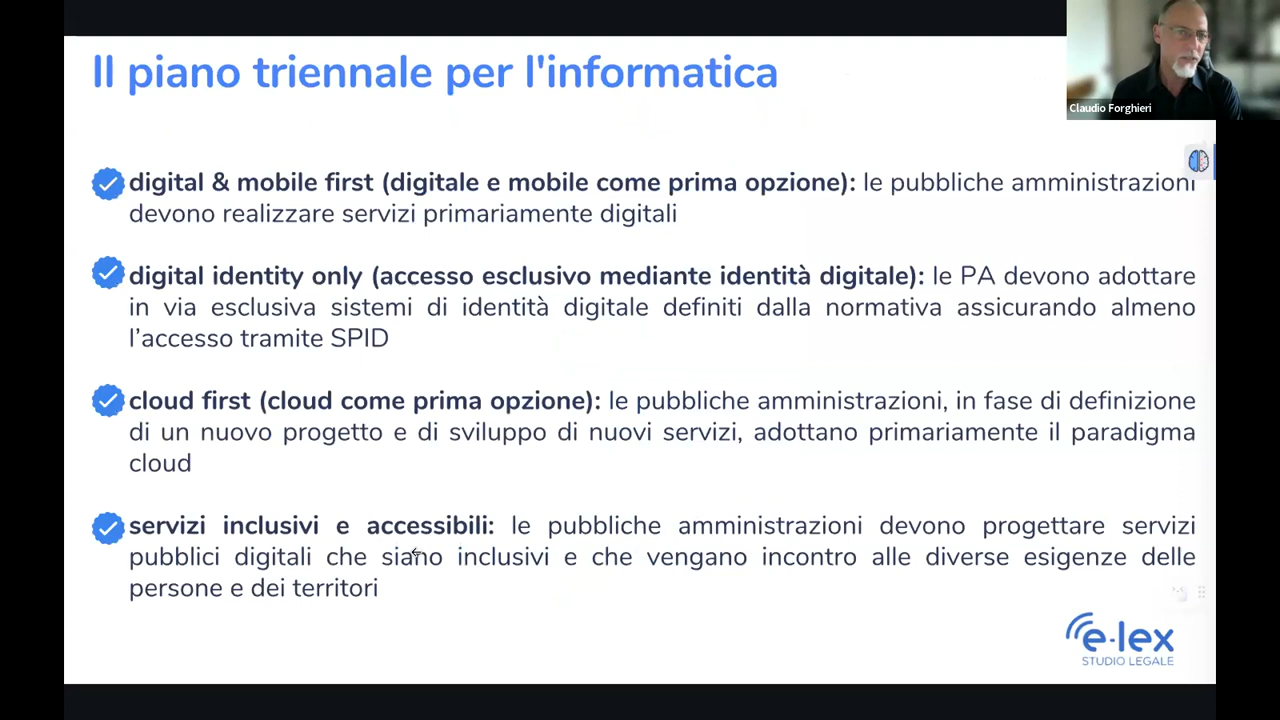 Il piano triennale per l'informatica
Claudio Forghieri
digital & mobile first (digitale e mobile come prima opzione): le pubbliche amministrazioni
devono realizzare servizi primariamente digitali
digital identity only (accesso esclusivo mediante identità digitale): le PA devono adottare
in via esclusiva sistemi di identità digitale definiti dalla normativa assicurando almeno
l’accesso tramite SPID
cloud first (cloud come prima opzione): le pubbliche amministrazioni, in fase di definizione
di un nuovo progetto e di sviluppo di nuovi servizi, adottano primariamente il paradigma
cloud
servizi inclusivi e accessibili: le pubbliche amministrazioni devono progettare servizi
pubblici digitali che siano inclusivi e che vengano incontro alle diverse esigenze delle
persone e dei territori
e-lex
STUDIO LEGALE